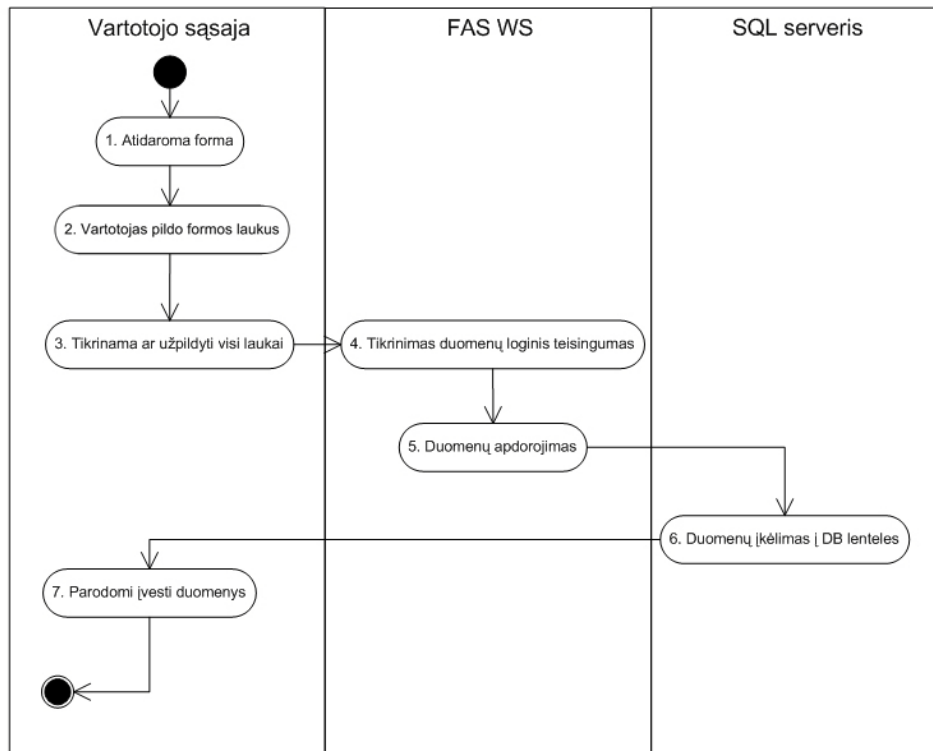 Vartotojo sąsaja
FAS WS
SQL serveris
1. Atidaroma forma
2. Vartotojas pildo formos laukus
3. Tikrinama ar užpildyti visi laukai
4. Tikrinimas duomenų loginis teisingumas
5. Duomenų apdorojimas
6. Duomenų įkėlimas į DB lenteles
7. Parodomi įvesti duomenys